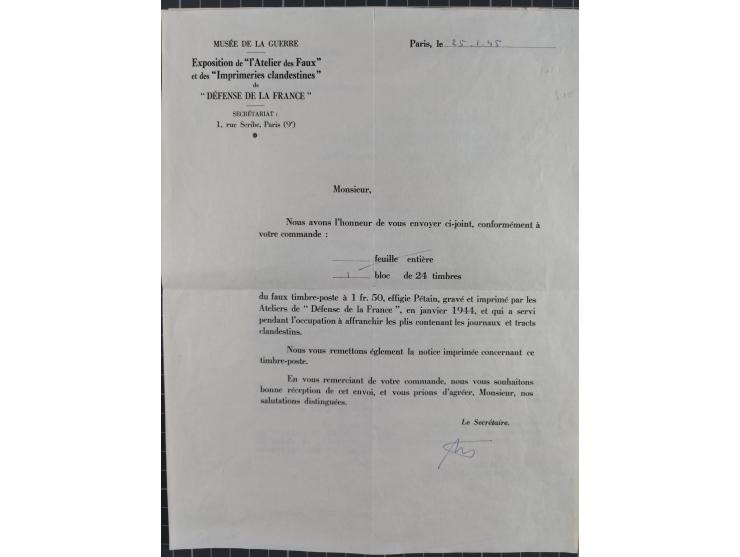 MUSÉE DE LA GUERRE
Exposition de "l'Atelier des Faux"
et des "Imprimeries clandestines"
de
" DÉFENSE DE LA FRANCE "
SECRÉTARIAT :
1, rue Scribe, Paris (9e)
Paris, le 25.1.45
Monsieur,
Nous avons l'honneur de vous envoyer ci-joint, conformément à
votre commande :
feuille entière
1 bloc de 24 timbres
du faux timbre-poste à 1 fr. 50, effigie Pétain, gravé et imprimé par les
Ateliers de " Défense de la France ", en janvier 1944, et qui a servi
pendant l'occupation à affranchir les plis contenant les journaux et tracts
clandestins.
Nous vous remettons églement la notice imprimée concernant ce
timbre-poste.
En vous remerciant de votre commande, nous vous souhaitons
bonne réception de cet envoi, et vous prions d'agréer, Monsieur, nos
salutations distinguées.
Le Secrétaire.